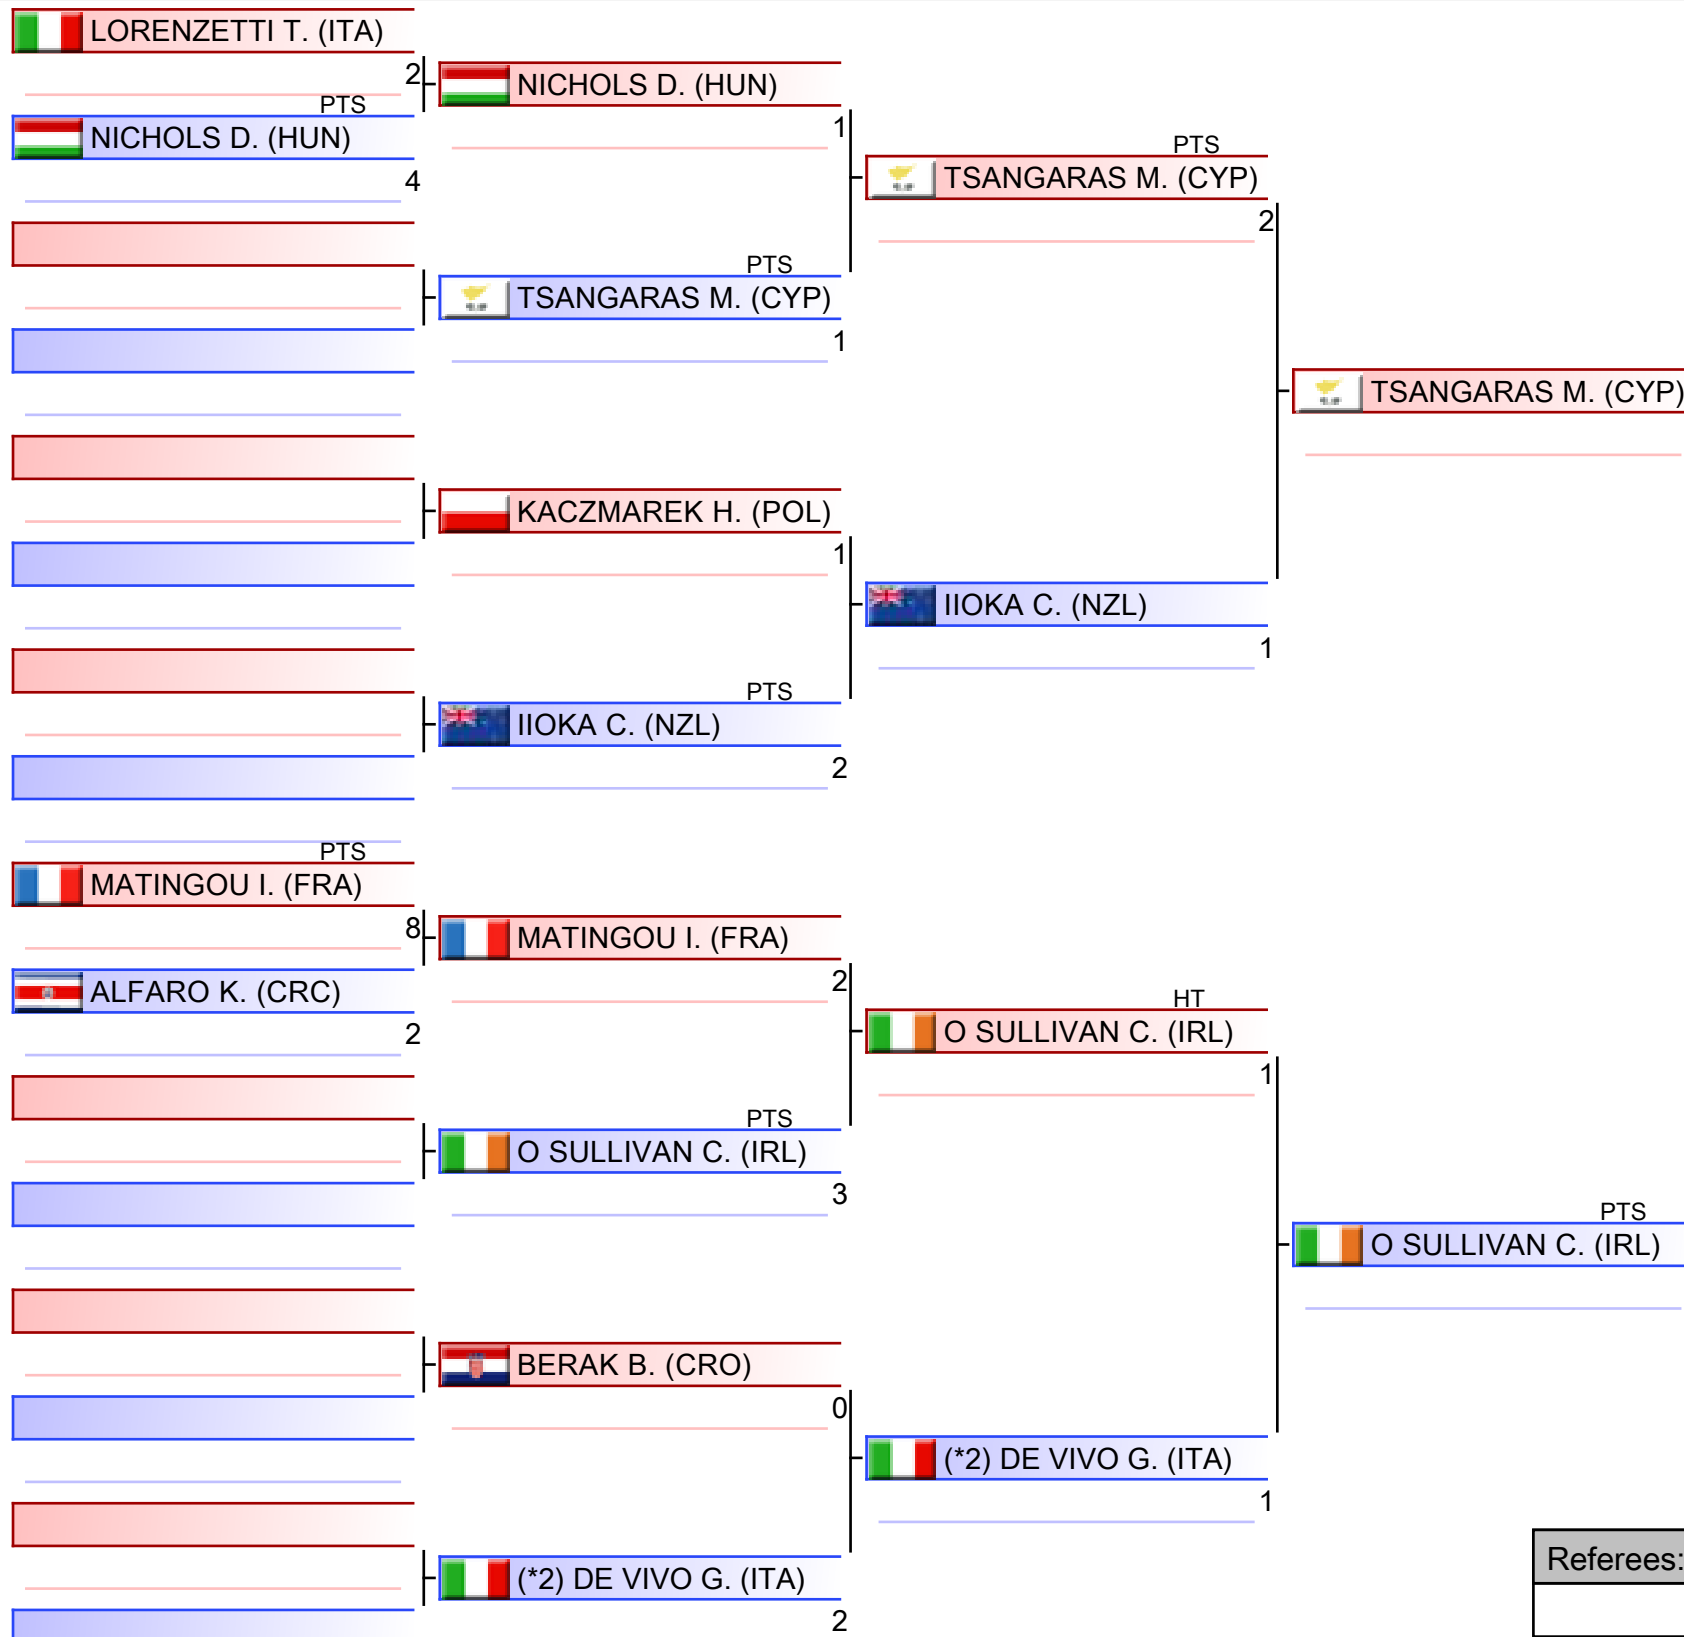 LORENZETTI T. (ITA)
2
PTS
NICHOLS D. (HUN)
4
PTS
MATINGOU I. (FRA)
8
ALFARO K. (CRC)
2
NICHOLS D. (HUN)
1
PTS
TSANGARAS M. (CYP)
1
KACZMAREK H. (POL)
1
PTS
IIOKA C. (NZL)
2
MATINGOU I. (FRA)
2
PTS
O SULLIVAN C. (IRL)
3
BERAK B. (CRO)
0
(*2) DE VIVO G. (ITA)
2
PTS
TSANGARAS M. (CYP)
2
IIOKA C. (NZL)
1
HT
O SULLIVAN C. (IRL)
1
(*2) DE VIVO G. (ITA)
1
TSANGARAS M. (CYP)
PTS
O SULLIVAN C. (IRL)
Referees: